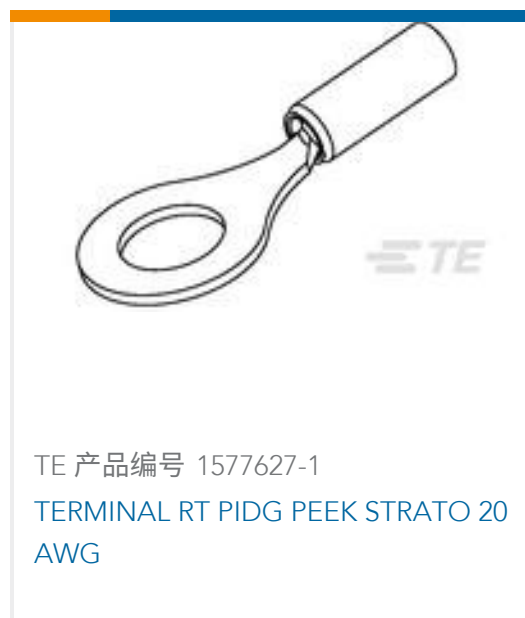 TE
TE 产品编号 1577627-1
TERMINAL RT PIDG PEEK STRATO 20
AWG